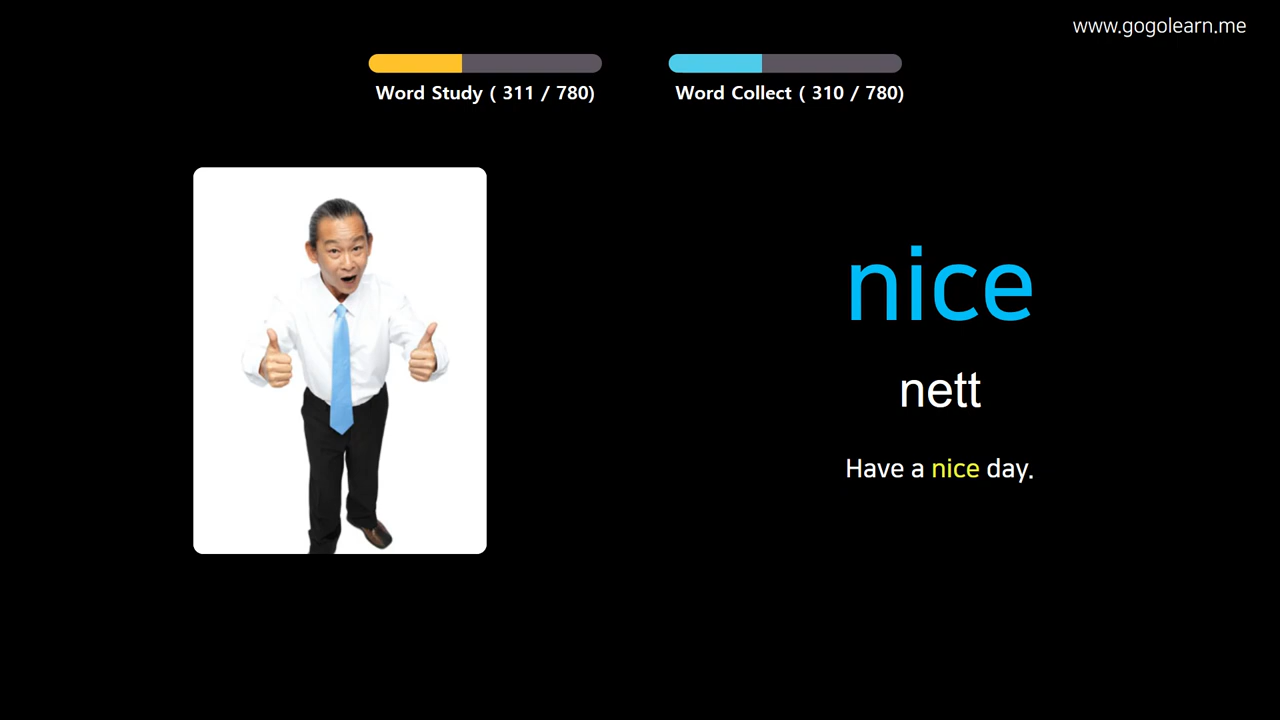 www.gogolearn.me
Word Study ( 311 / 780)
Word Collect ( 310 / 780)
nice
nett
Have a nice day.